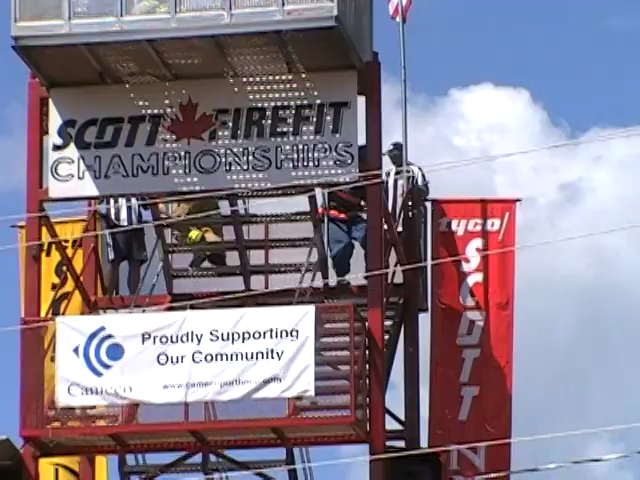 SCOTT FIREFIT
CHAMPIONSHIPS
tyco/
SCOTT
Proudly Supporting
Our Community
Cameco